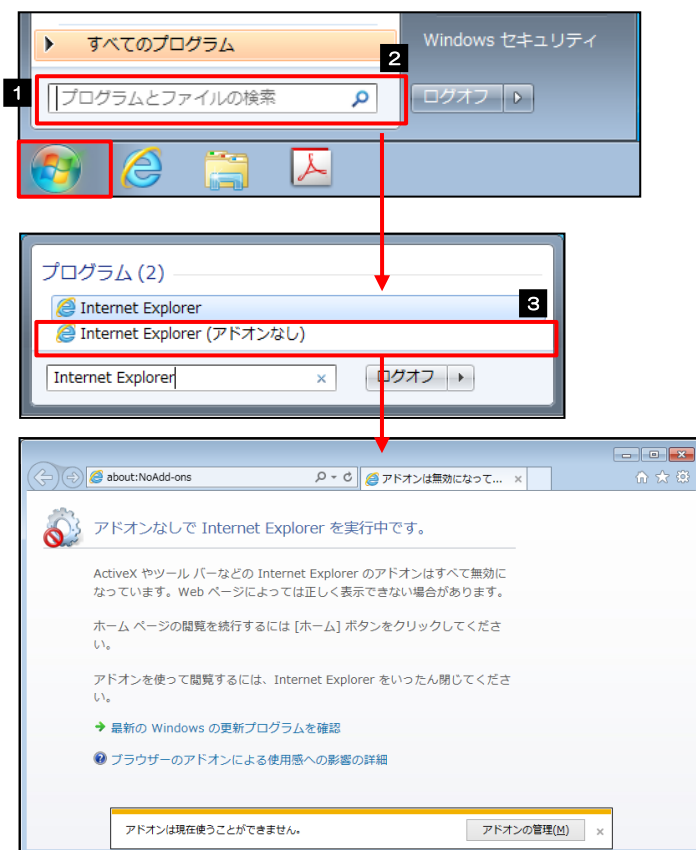 すべてのプログラム
Windows セキュリティ
2
1
プログラムとファイルの検索
ログオフ
プログラム (2)
Internet Explorer
3
Internet Explorer (アドオンなし)
Internet Explorer
ログオフ
about:NoAdd-ons
アドオンは無効になって...
アドオンなしで Internet Explorer を実行中です。
ActiveX やツール バーなどの Internet Explorer のアドオンはすべて無効に
なっています。Web ページによっては正しく表示できない場合があります。
ホーム ページの閲覧を続行するには [ホーム] ボタンをクリックしてくださ
い。
アドオンを使って閲覧するには、Internet Explorer をいったん閉じてくださ
い。
最新の Windows の更新プログラムを確認
ブラウザーのアドオンによる使用感への影響の詳細
アドオンは現在使うことができません。
アドオンの管理(M)